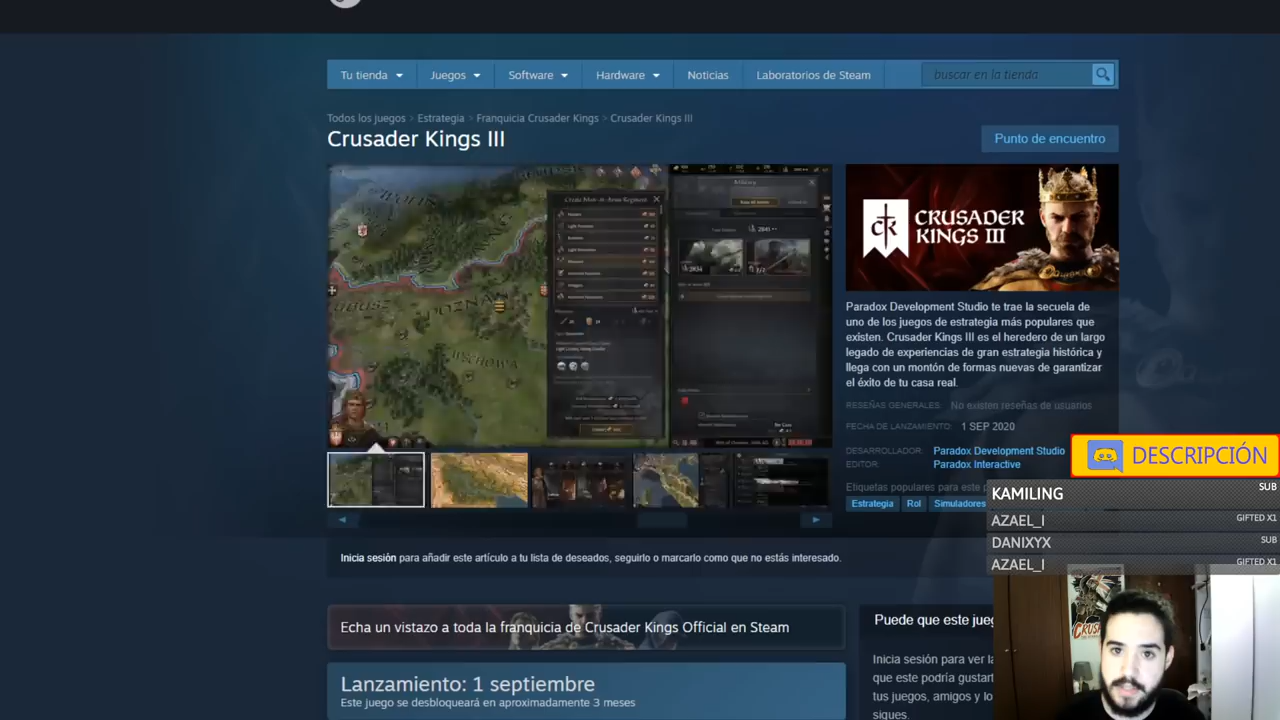 Tu tienda
Juegos
Software
Hardware
Noticias
Laboratorios de Steam
buscar en la tienda
Todos los juegos > Estrategia > Franquicia Crusader Kings > Crusader Kings III
Crusader Kings III
Punto de encuentro
POZNA
CRUSADER
KINGS III
Paradox Development Studio te trae la secuela de
uno de los juegos de estrategia más populares que
existen. Crusader Kings III es el heredero de un largo
legado de experiencias de gran estrategia histórica y
llega con un montón de formas nuevas de garantizar
el éxito de tu casa real.
RESEÑAS GENERALES: No existen reseñas de usuarios
FECHA DE LANZAMIENTO: 1 SEP 2020
DESARROLLADOR: Paradox Development Studio
EDITOR: Paradox Interactive
Etiquetas populares para este
Estrategia
Rol
Simuladores
DESCRIPCIÓN
KAMILING SUB
AZAEL_I GIFTED X1
DANIXYX SUB
AZAEL_I GIFTED X1
Inicia sesión para añadir este artículo a tu lista de deseados, seguirlo o marcarlo como que no estás interesado.
Echa un vistazo a toda la franquicia de Crusader Kings Official en Steam
Lanzamiento: 1 septiembre
Este juego se desbloqueará en aproximadamente 3 meses
Puede que este
Inicia sesión para ver
que este podría gustar
tus juegos, amigos y
sigues.